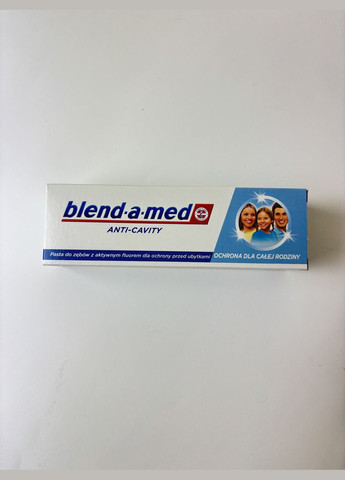 blend-a-med
ANTI-CAVITY
Pasta do zębów z aktywnym fluorem dla ochrony przed ubytkami
OCHRONA DLA CAŁEJ RODZINY